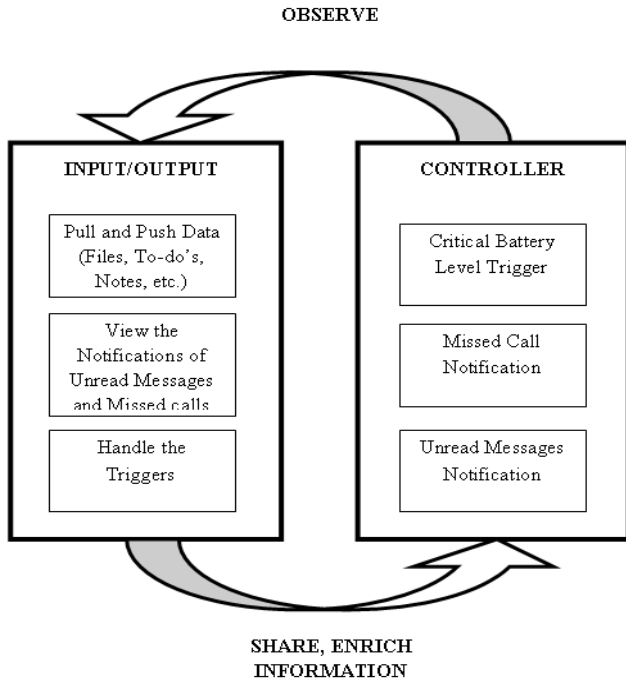 OBSERVE
INPUT/OUTPUT
Pull and Push Data
(Files, To-do's,
Notes, etc.)
View the
Notifications of
Unread Messages
and Missed calls
Handle the
Triggers
CONTROLLER
Critical Battery
Level Trigger
Missed Call
Notification
Unread Messages
Notification
SHARE, ENRICH
INFORMATION